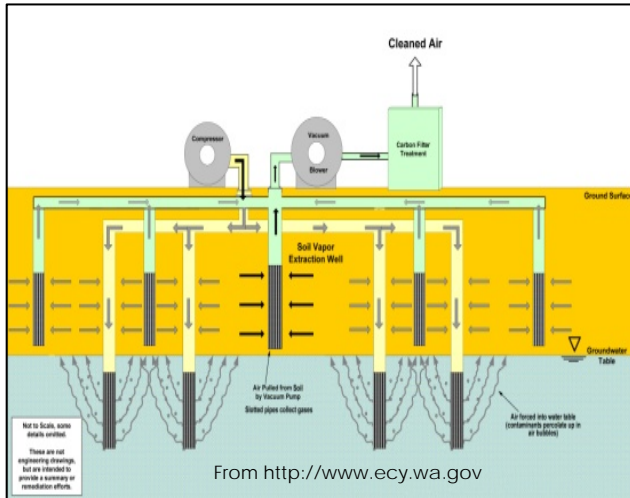 Cleaned Air
Compressor
Vacuum
Blower
Carbon Filter
Treatment
Ground Surface
Soil Vapor
Extraction Well
Groundwater
Table
Air Pulled from Soil
by Vacuum Pump
Slotted pipes collect gases
Air forced into water table
(contaminants percolate up in
air bubbles)
Not to Scale, some
details omitted.
These are not
engineering drawings,
but are intended to
provide a summary or
remediation efforts.
From http://www.ecy.wa.gov